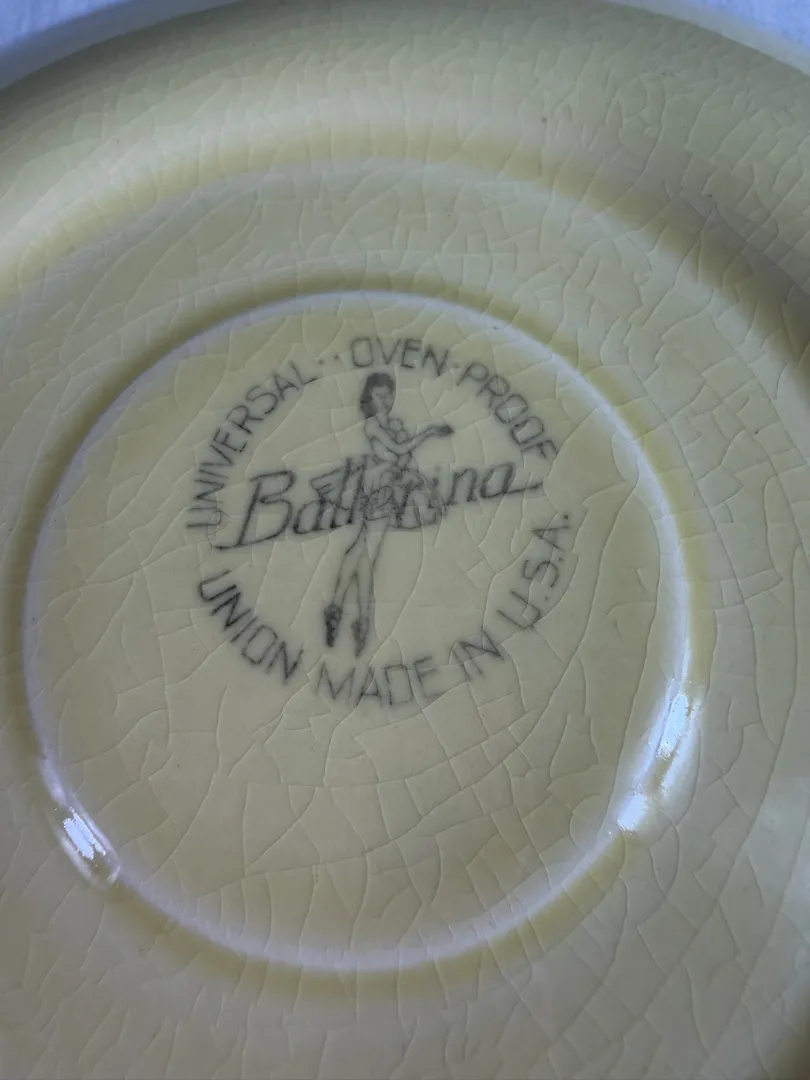 UNIVERSAL·· OVEN-PROOF
Ballerina
UNION MADE IN U.S.A.